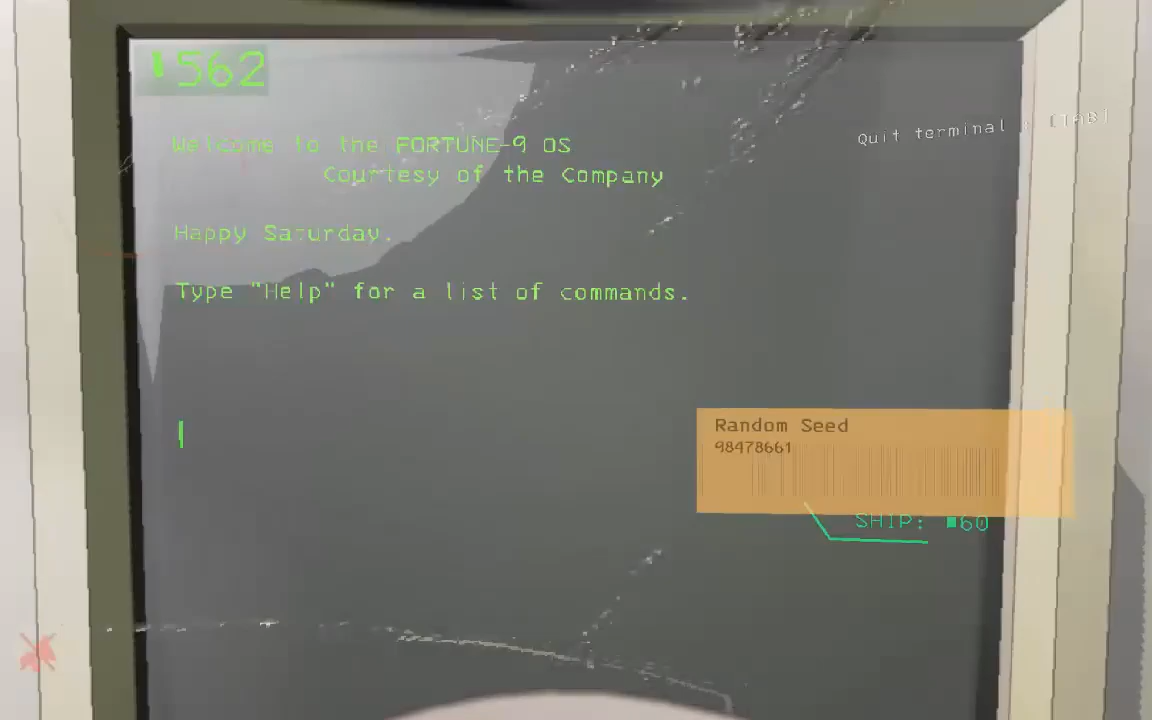 ▮562
Welcome to the FORTUNE-9 OS
Courtesy of the Company
Quit terminal : [TAB]
Happy Saturday.
Type "Help" for a list of commands.
Random Seed
98478661
SHIP: ■60